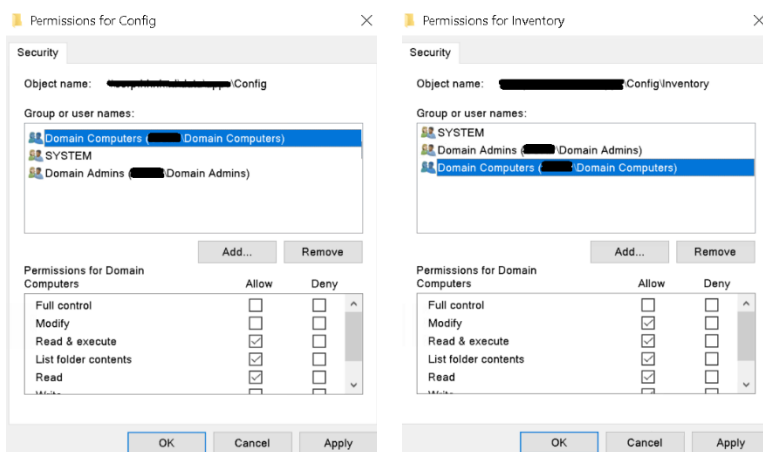 Permissions for Config
Security
Object name: \Config
Group or user names:
Domain Computers ( \Domain Computers)
SYSTEM
Domain Admins ( \Domain Admins)
Add... Remove
Permissions for Domain
Computers Allow Deny
Full control
Modify
Read & execute
List folder contents
Read
Write
OK Cancel Apply
Permissions for Inventory
Security
Object name: \Config\Inventory
Group or user names:
SYSTEM
Domain Admins ( \Domain Admins)
Domain Computers ( \Domain Computers)
Add... Remove
Permissions for Domain
Computers Allow Deny
Full control
Modify
Read & execute
List folder contents
Read
Write
OK Cancel Apply